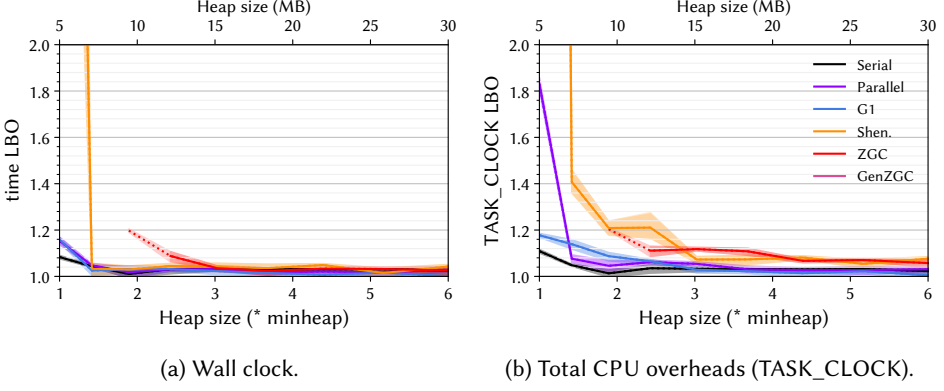 Heap size (MB)
5 10 15 20 25 30
2.0
1.8
1.6
1.4
1.2
1.0
time LBO
1 2 3 4 5 6
Heap size (* minheap)
(a) Wall clock.
Heap size (MB)
5 10 15 20 25 30
2.0
1.8
1.6
1.4
1.2
1.0
TASK_CLOCK LBO
Serial
Parallel
G1
Shen.
ZGC
GenZGC
1 2 3 4 5 6
Heap size (* minheap)
(b) Total CPU overheads (TASK_CLOCK).